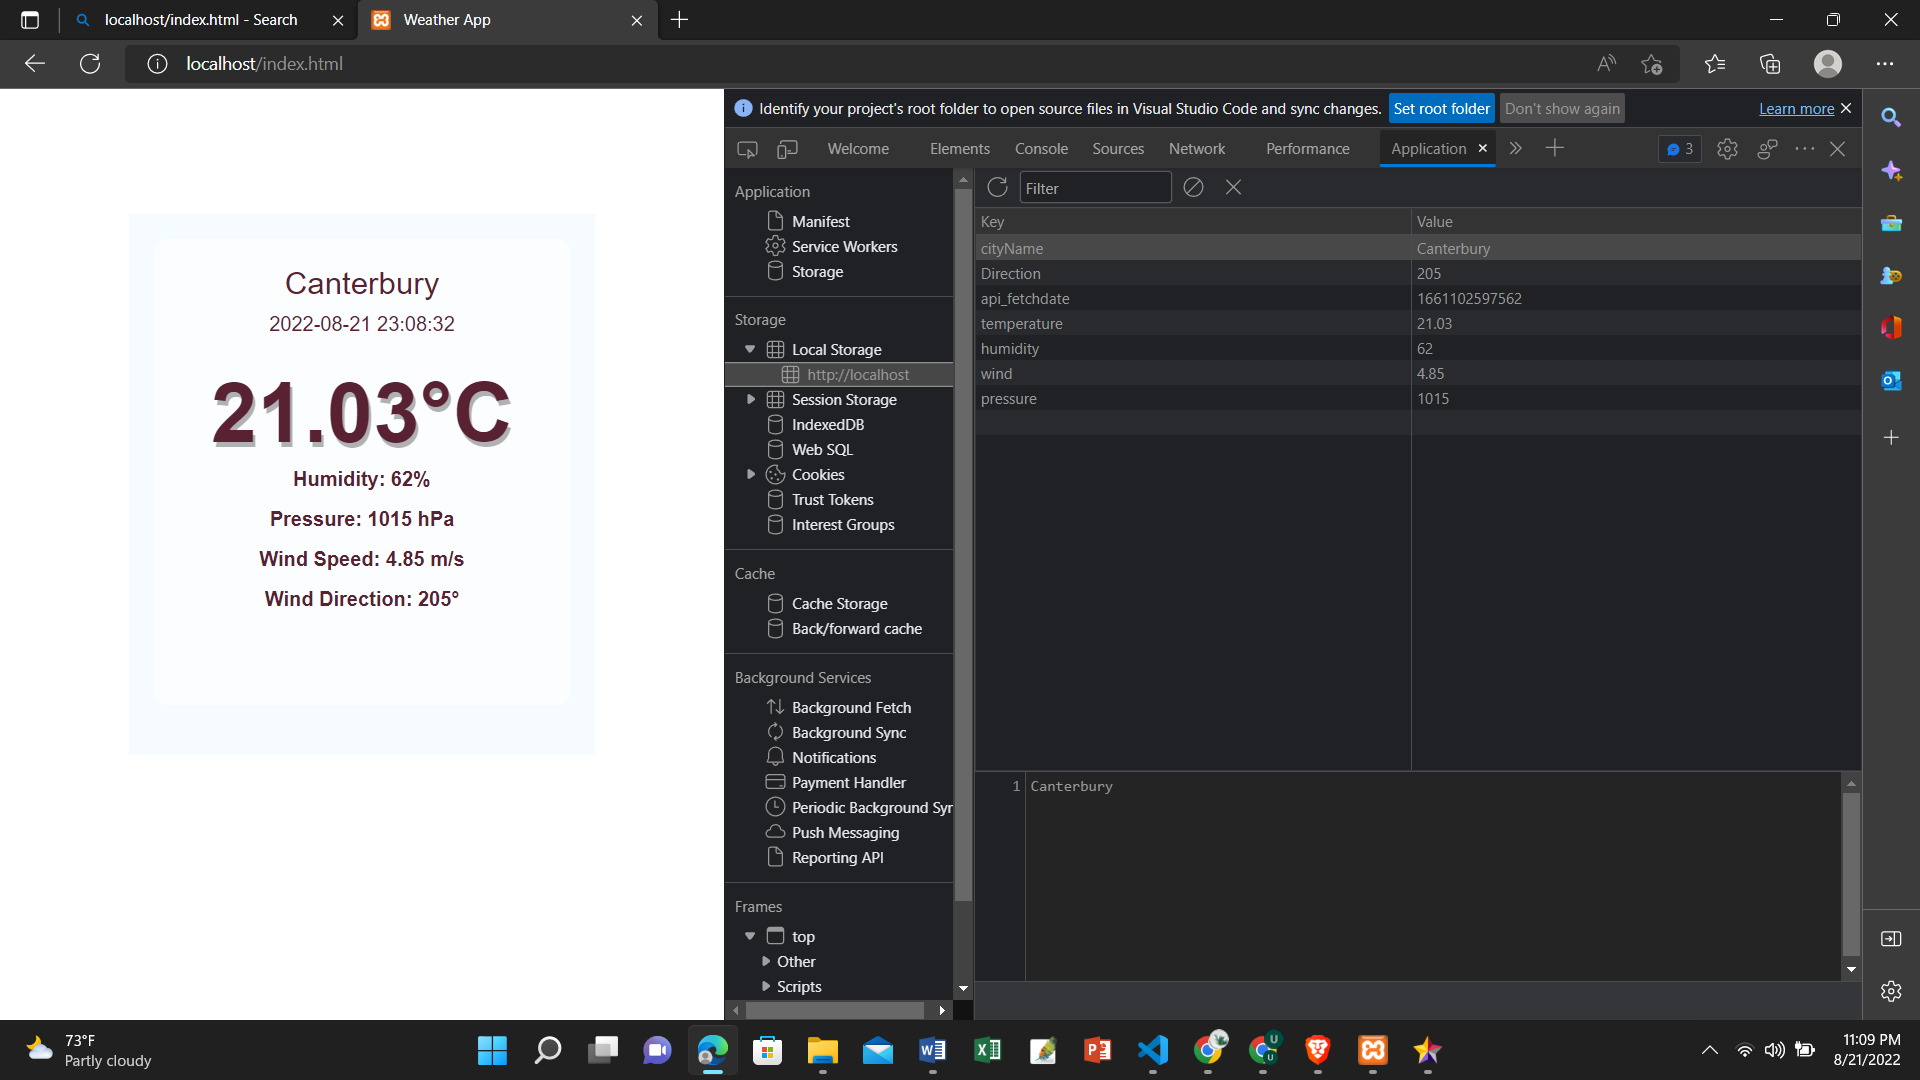 localhost/index.html - Search
Weather App
localhost/index.html
Identify your project's root folder to open source files in Visual Studio Code and sync changes. Set root folder Don't show again Learn more
Welcome Elements Console Sources Network Performance Application 3
Canterbury
2022-08-21 23:08:32
21.03°C
Humidity: 62%
Pressure: 1015 hPa
Wind Speed: 4.85 m/s
Wind Direction: 205°
Application
Manifest
Service Workers
Storage
Storage
Local Storage
http://localhost
Session Storage
IndexedDB
Web SQL
Cookies
Trust Tokens
Interest Groups
Cache
Cache Storage
Back/forward cache
Background Services
Background Fetch
Background Sync
Notifications
Payment Handler
Periodic Background Syn
Push Messaging
Reporting API
Frames
top
Other
Scripts
Filter
Key Value
cityName Canterbury
Direction 205
api_fetchdate 1661102597562
temperature 21.03
humidity 62
wind 4.85
pressure 1015
1 Canterbury
73°F
Partly cloudy
11:09 PM
8/21/2022